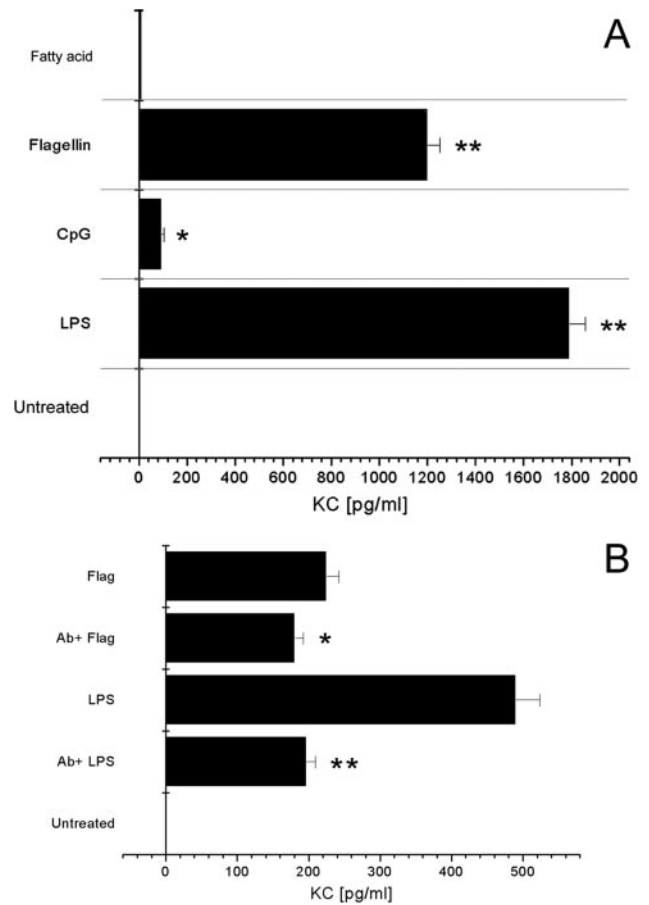 A
Fatty acid
Flagellin
**
CpG
*
LPS
**
Untreated
0 200 400 600 800 1000 1200 1400 1600 1800 2000
KC [pg/ml]
B
Flag
Ab+ Flag
*
LPS
Ab+ LPS
**
Untreated
0 100 200 300 400 500
KC [pg/ml]